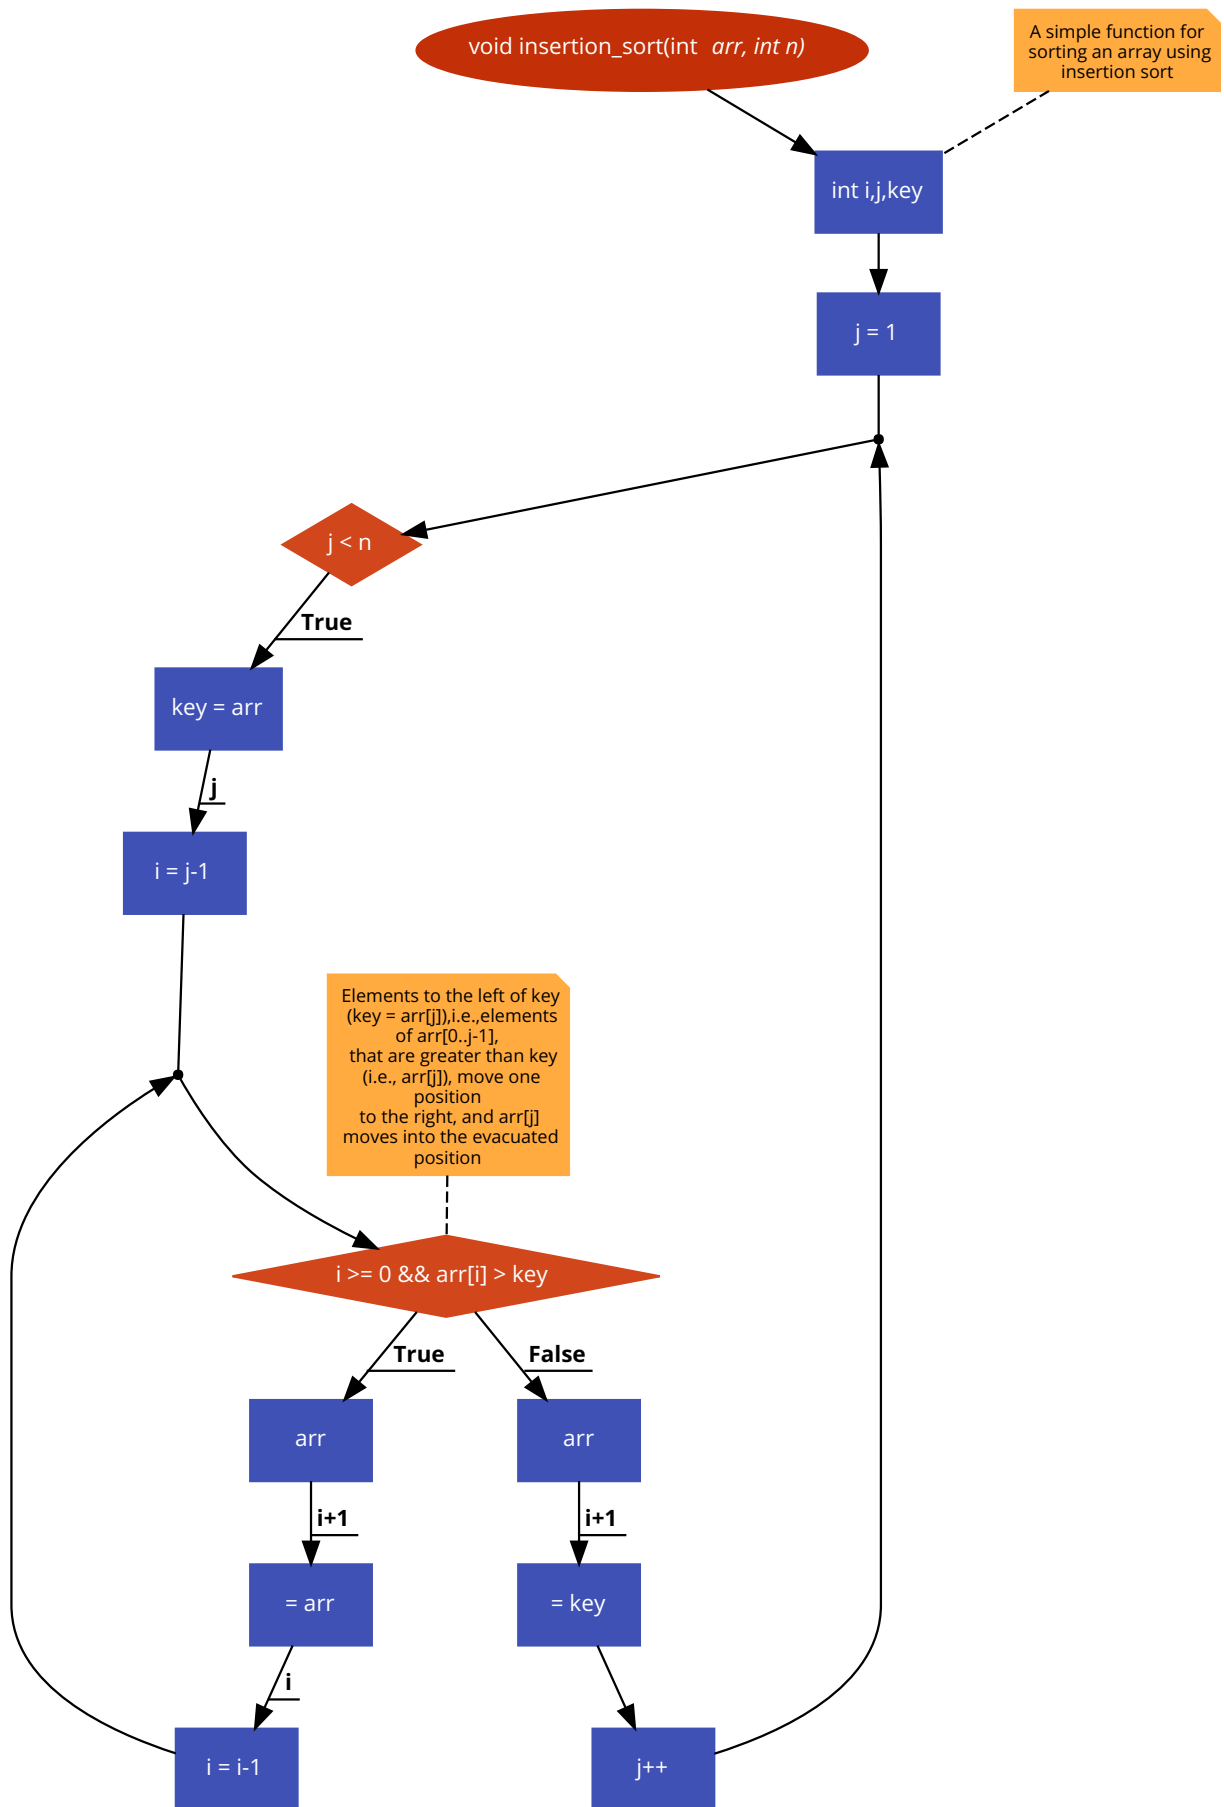 void insertion_sort(int arr, int n)
A simple function for
sorting an array using
insertion sort
int i,j,key
j = 1
j < n
True
key = arr
j
i = j-1
Elements to the left of key
(key = arr[j]),i.e.,elements
of arr[0..j-1],
that are greater than key
(i.e., arr[j]), move one
position
to the right, and arr[j]
moves into the evacuated
position
i >= 0 && arr[i] > key
True
False
arr
arr
i+1
i+1
= arr
= key
i
i = i-1
j++